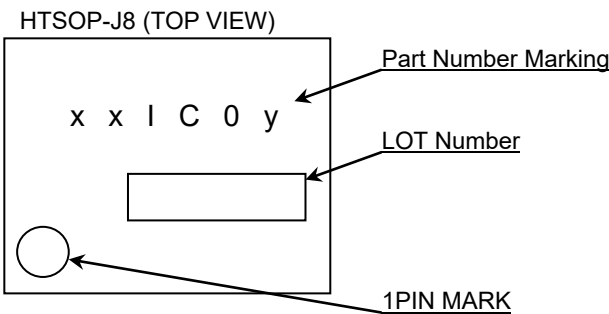 HTSOP-J8 (TOP VIEW)
Part Number Marking
x x I C 0 y
LOT Number
1PIN MARK